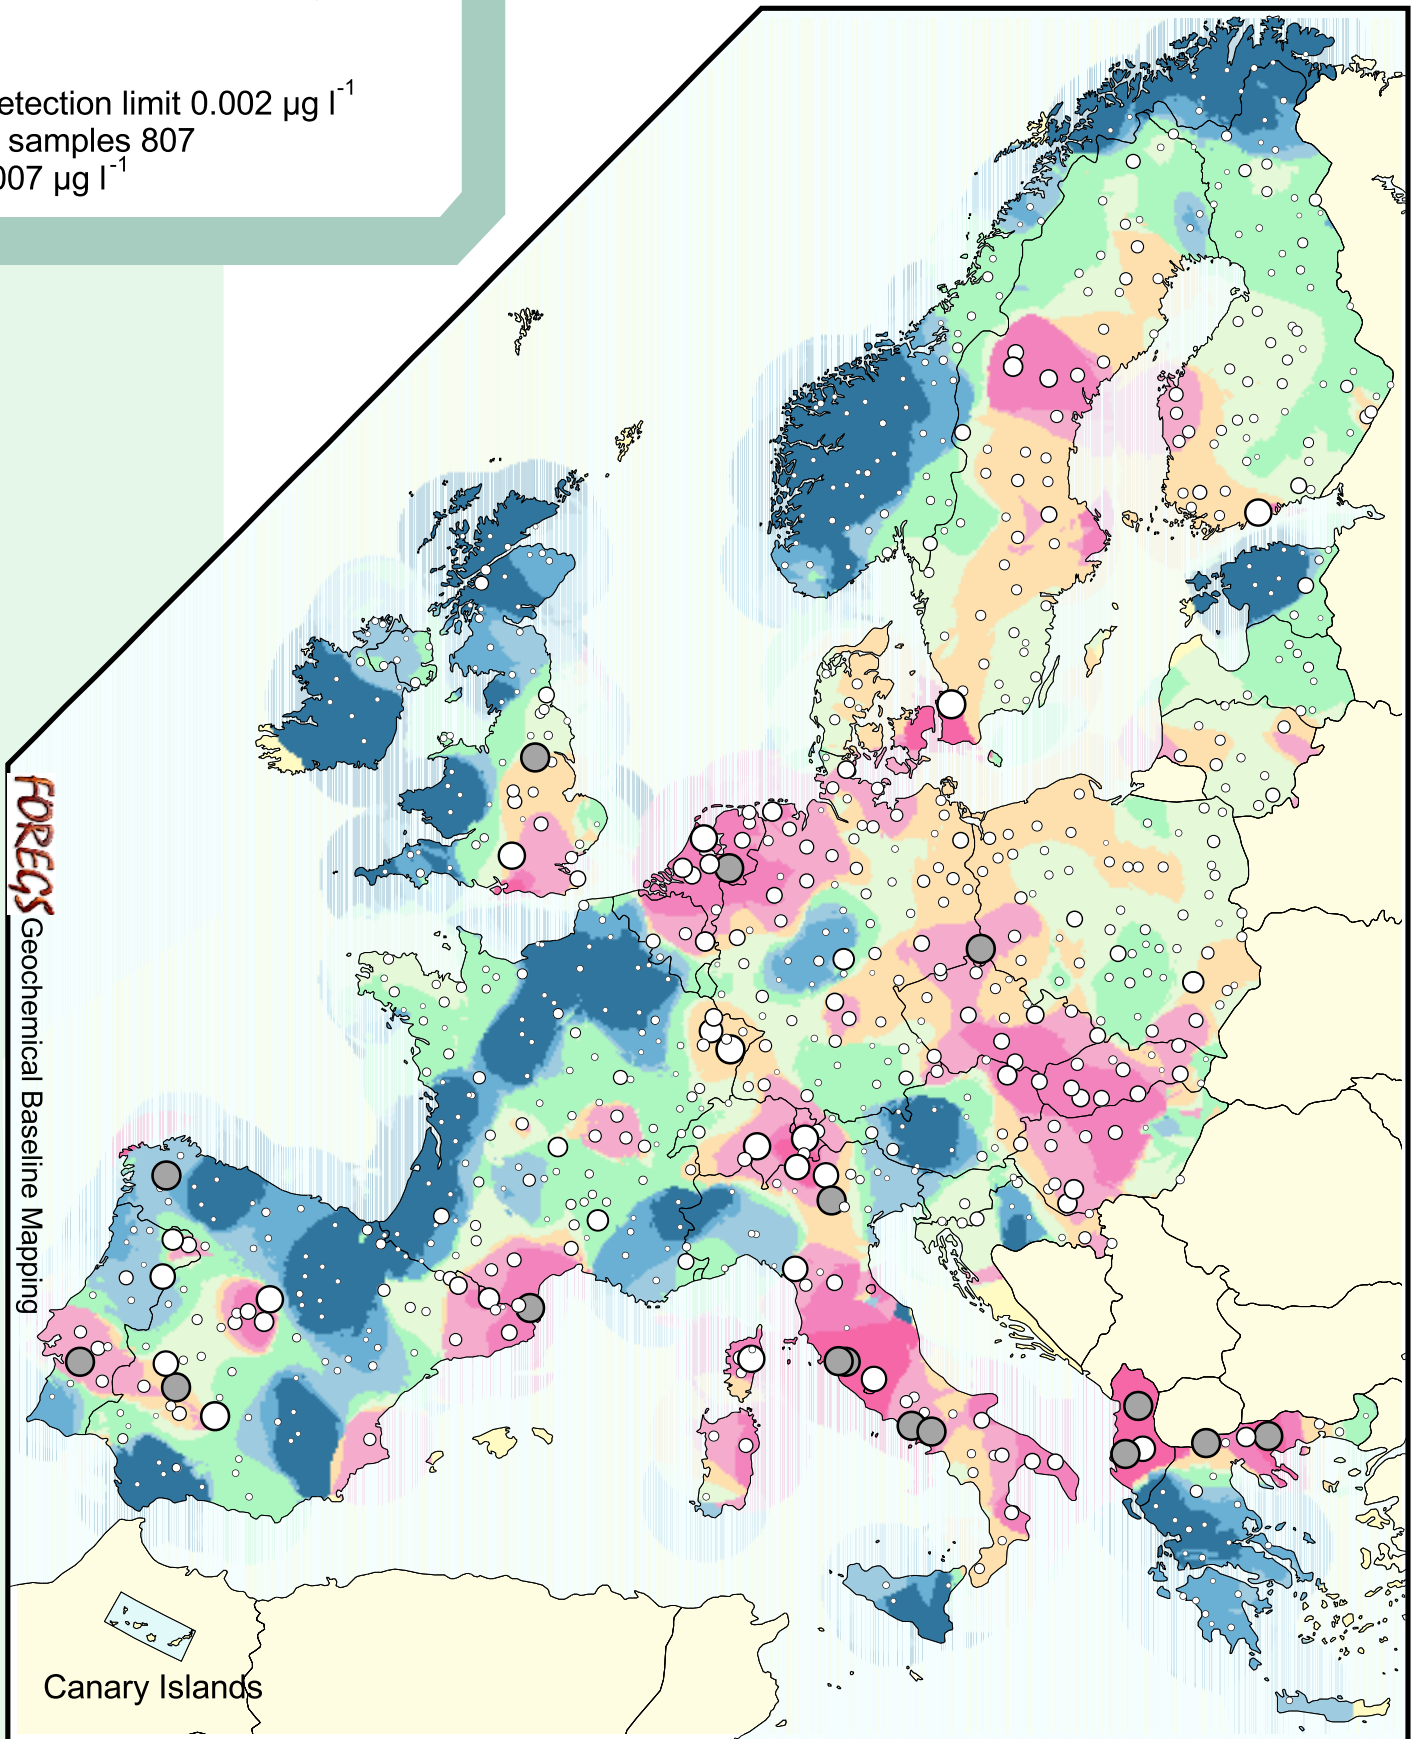 etection limit 0.002 µg l⁻¹
samples 807
007 µg l⁻¹
FOREGS Geochemical Baseline Mapping
Canary Islands